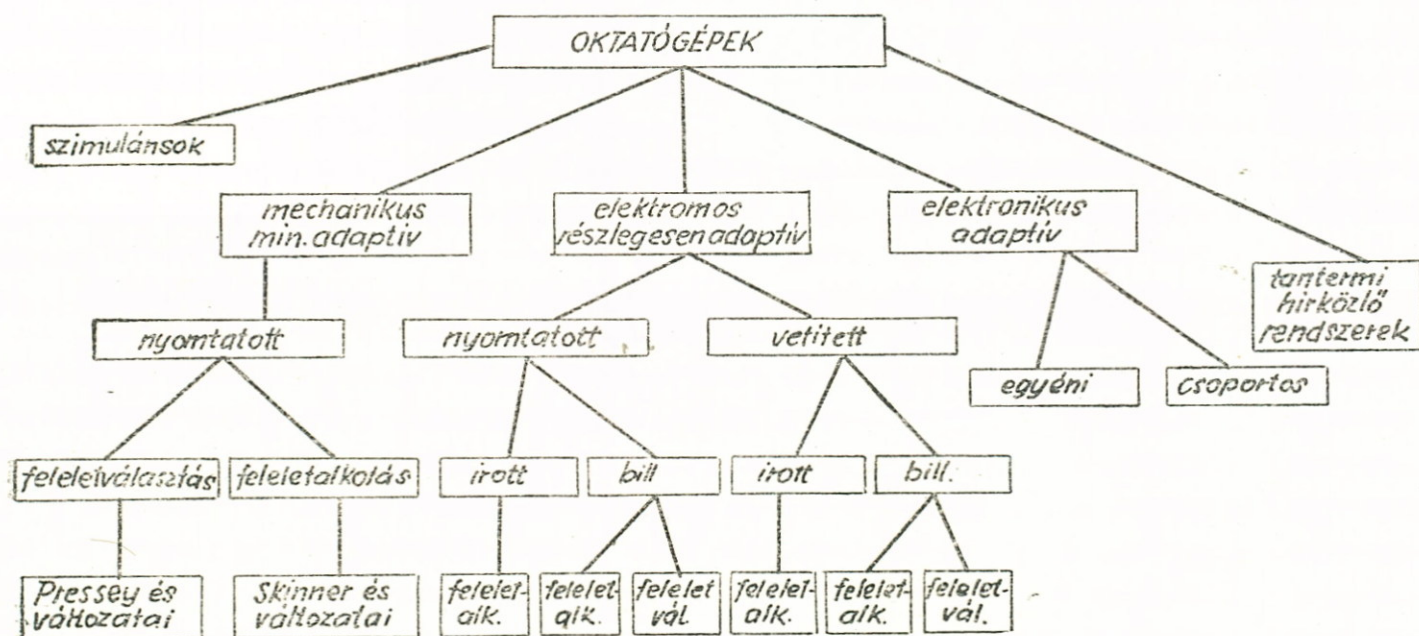 OKTATÓGÉPEK
szimulánsok
mechanikus
min. adaptív
elektromos
részlegesen adaptív
elektronikus
adaptív
tantermi
hírközlő
rendszerek
nyomtatott
nyomtatott
vetített
egyéni
csoportos
feleletválasztás
feleletalkolás
írott
bill
írott
bill.
Pressey és
változatai
Skinner és
változatai
felelet-
alk.
felelet-
alk.
felelet
vál.
felelet-
alk.
felelet-
alk.
felelet-
vál.